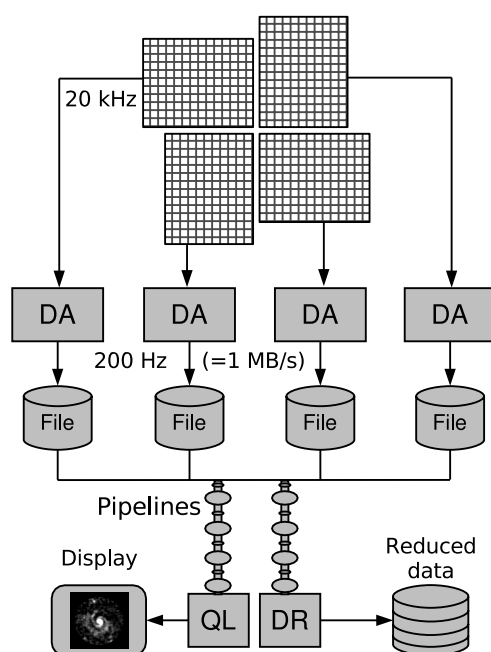 20 kHz
DA DA DA DA
200 Hz (=1 MB/s)
File File File File
Pipelines
Display
Reduced
data
QL DR